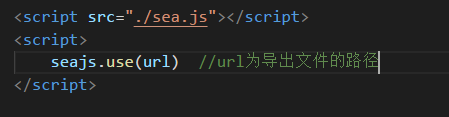 <script src="./sea.js"></script>
<script>
    seajs.use(url)  //url为导出文件的路径
</script>